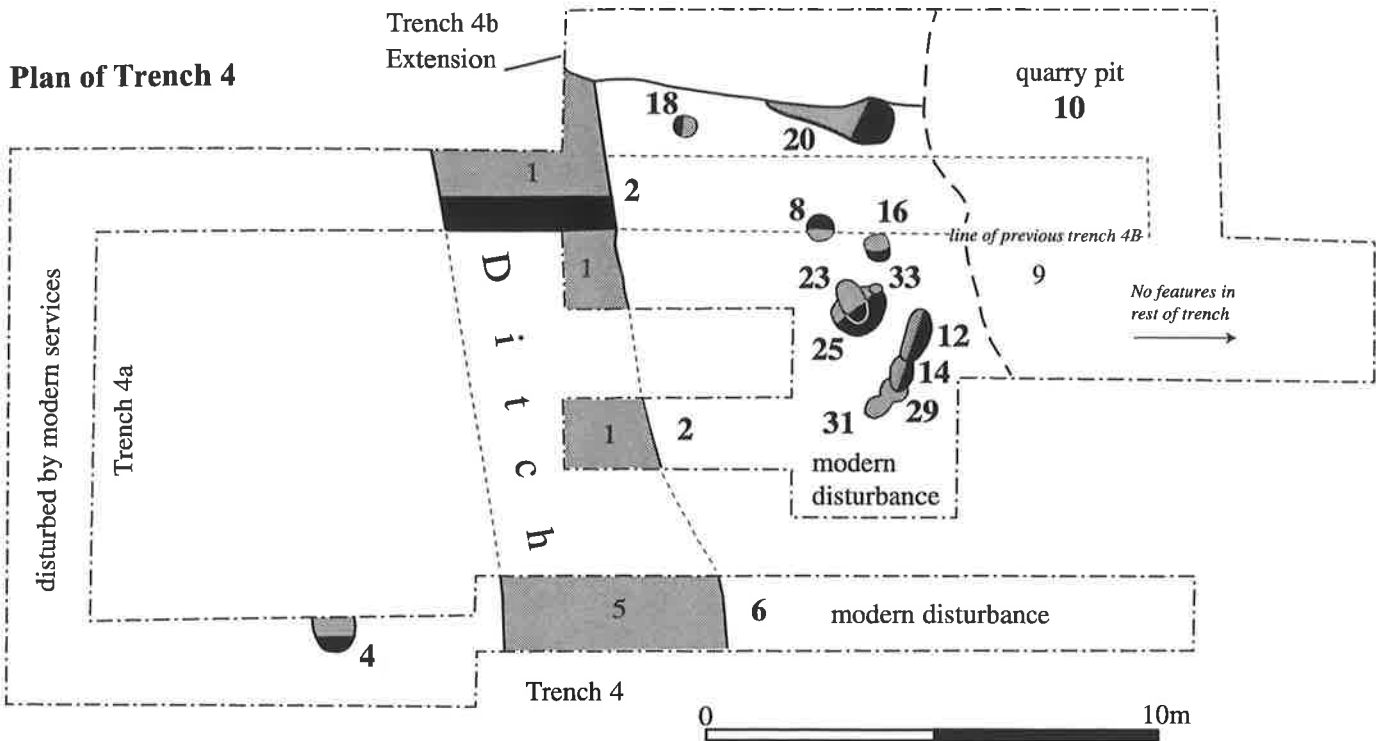 Plan of Trench 4
Trench 4b
Extension
quarry pit
10
18
20
1
2
8
16
line of previous trench 4B
9
1
23
33
No features in
rest of trench
12
25
14
31
29
1
2
modern
disturbance
Ditch
disturbed by modern services
Trench 4a
5
6
modern disturbance
4
Trench 4
0
10m